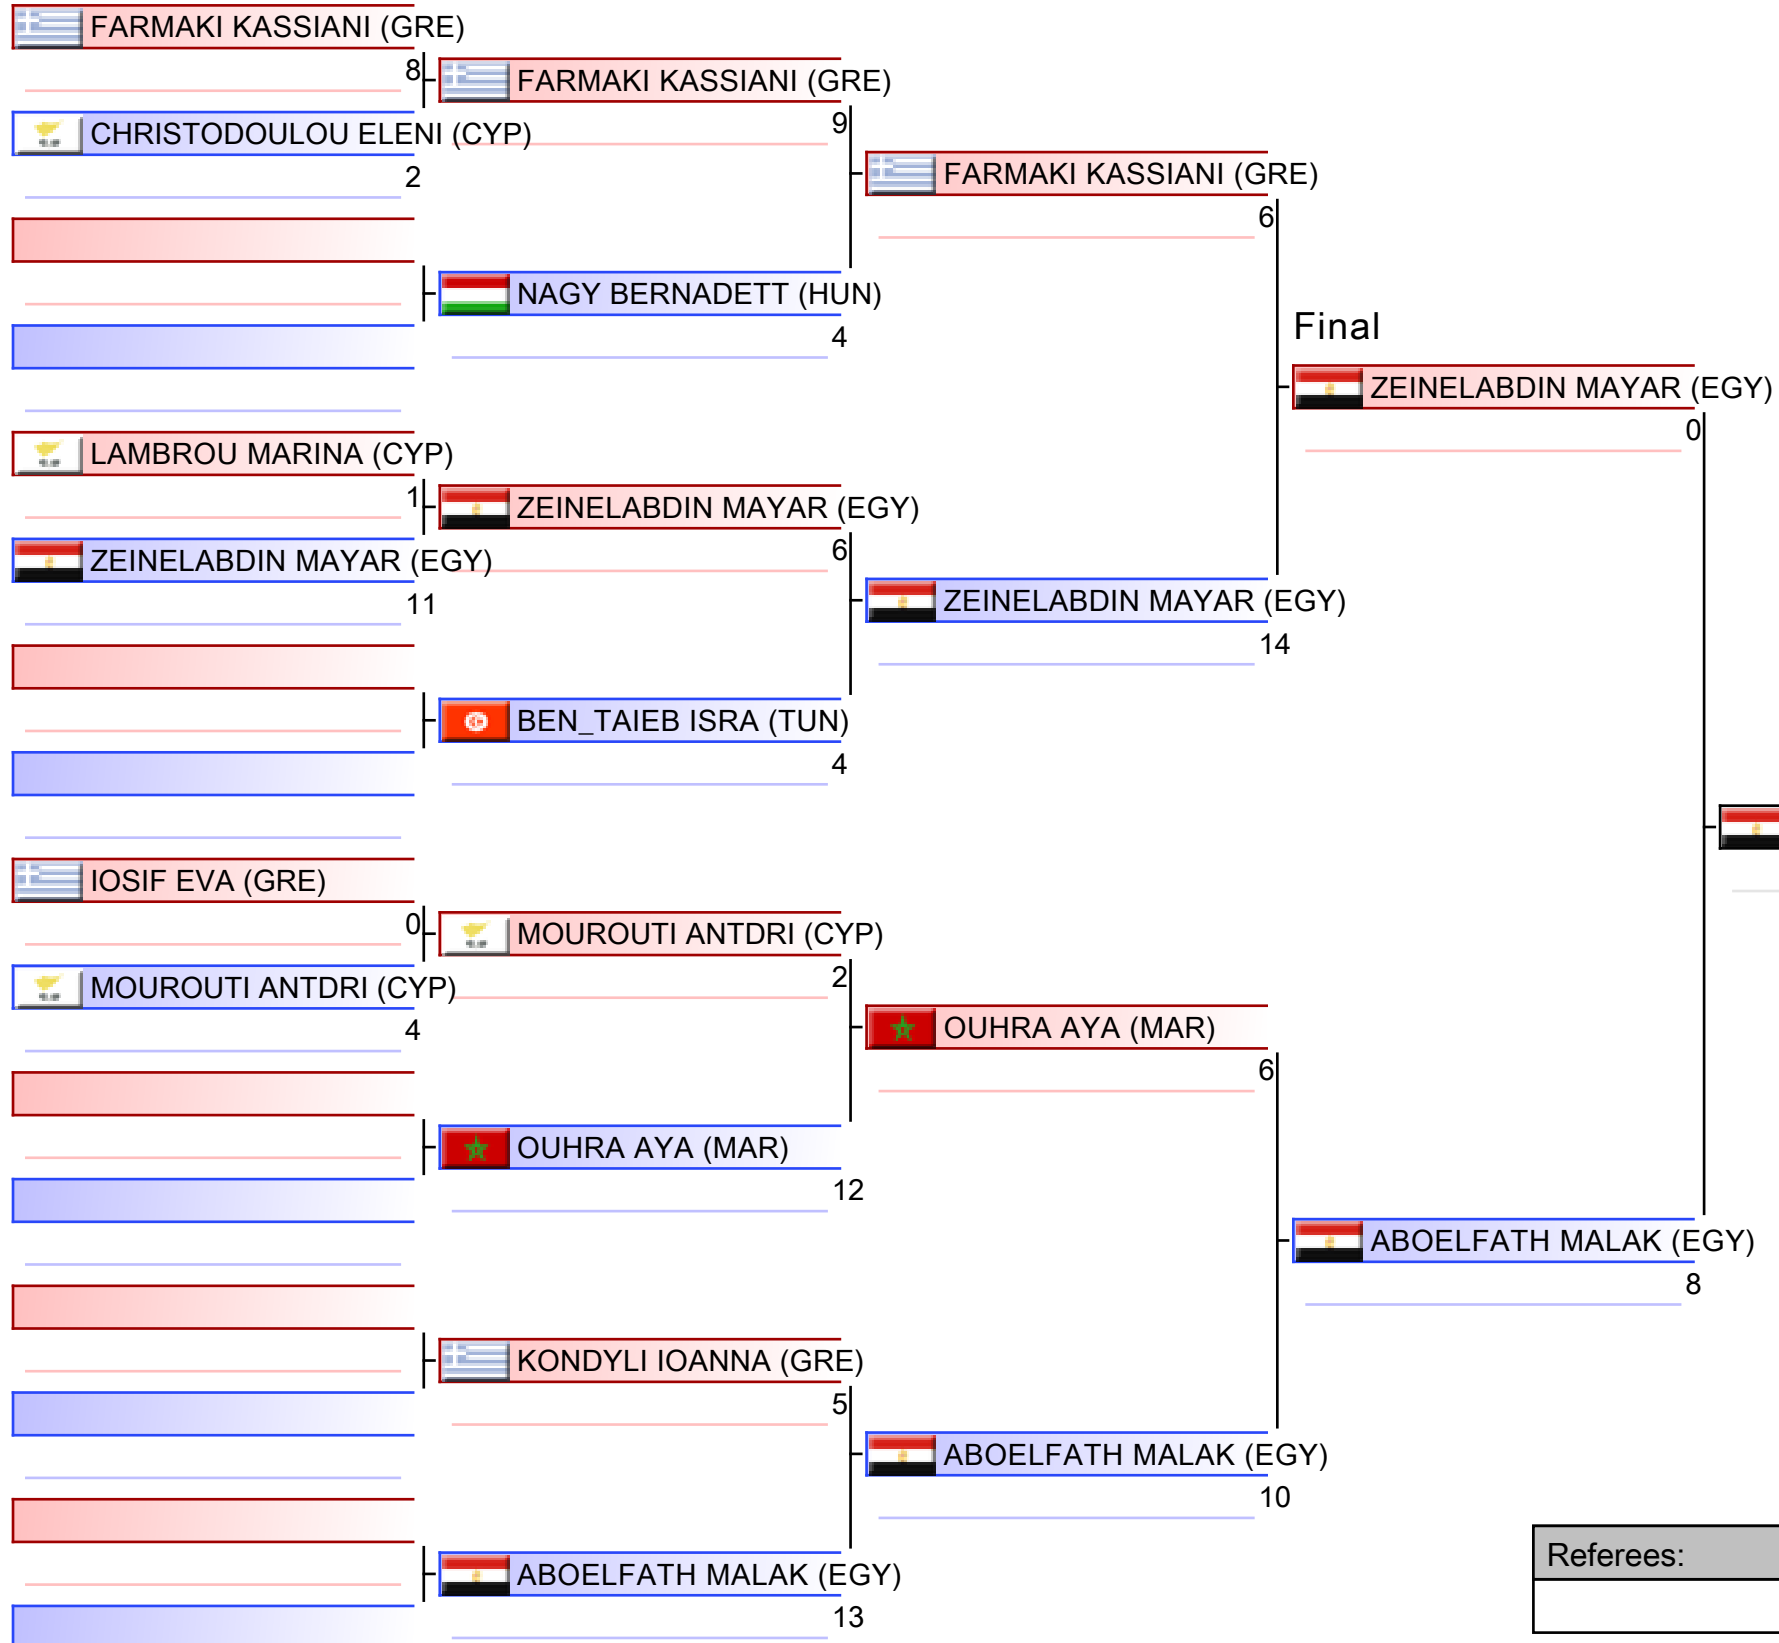 FARMAKI KASSIANI (GRE)
8
CHRISTODOULOU ELENI (CYP)
2
LAMBROU MARINA (CYP)
1
ZEINELABDIN MAYAR (EGY)
11
IOSIF EVA (GRE)
0
MOUROUTI ANTDRI (CYP)
4
FARMAKI KASSIANI (GRE)
9
NAGY BERNADETT (HUN)
4
ZEINELABDIN MAYAR (EGY)
6
BEN_TAIEB ISRA (TUN)
4
MOUROUTI ANTDRI (CYP)
2
OUHRA AYA (MAR)
12
KONDYLI IOANNA (GRE)
5
ABOELFATH MALAK (EGY)
13
FARMAKI KASSIANI (GRE)
6
ZEINELABDIN MAYAR (EGY)
14
OUHRA AYA (MAR)
6
ABOELFATH MALAK (EGY)
10
Final
ZEINELABDIN MAYAR (EGY)
0
ABOELFATH MALAK (EGY)
8
Referees: